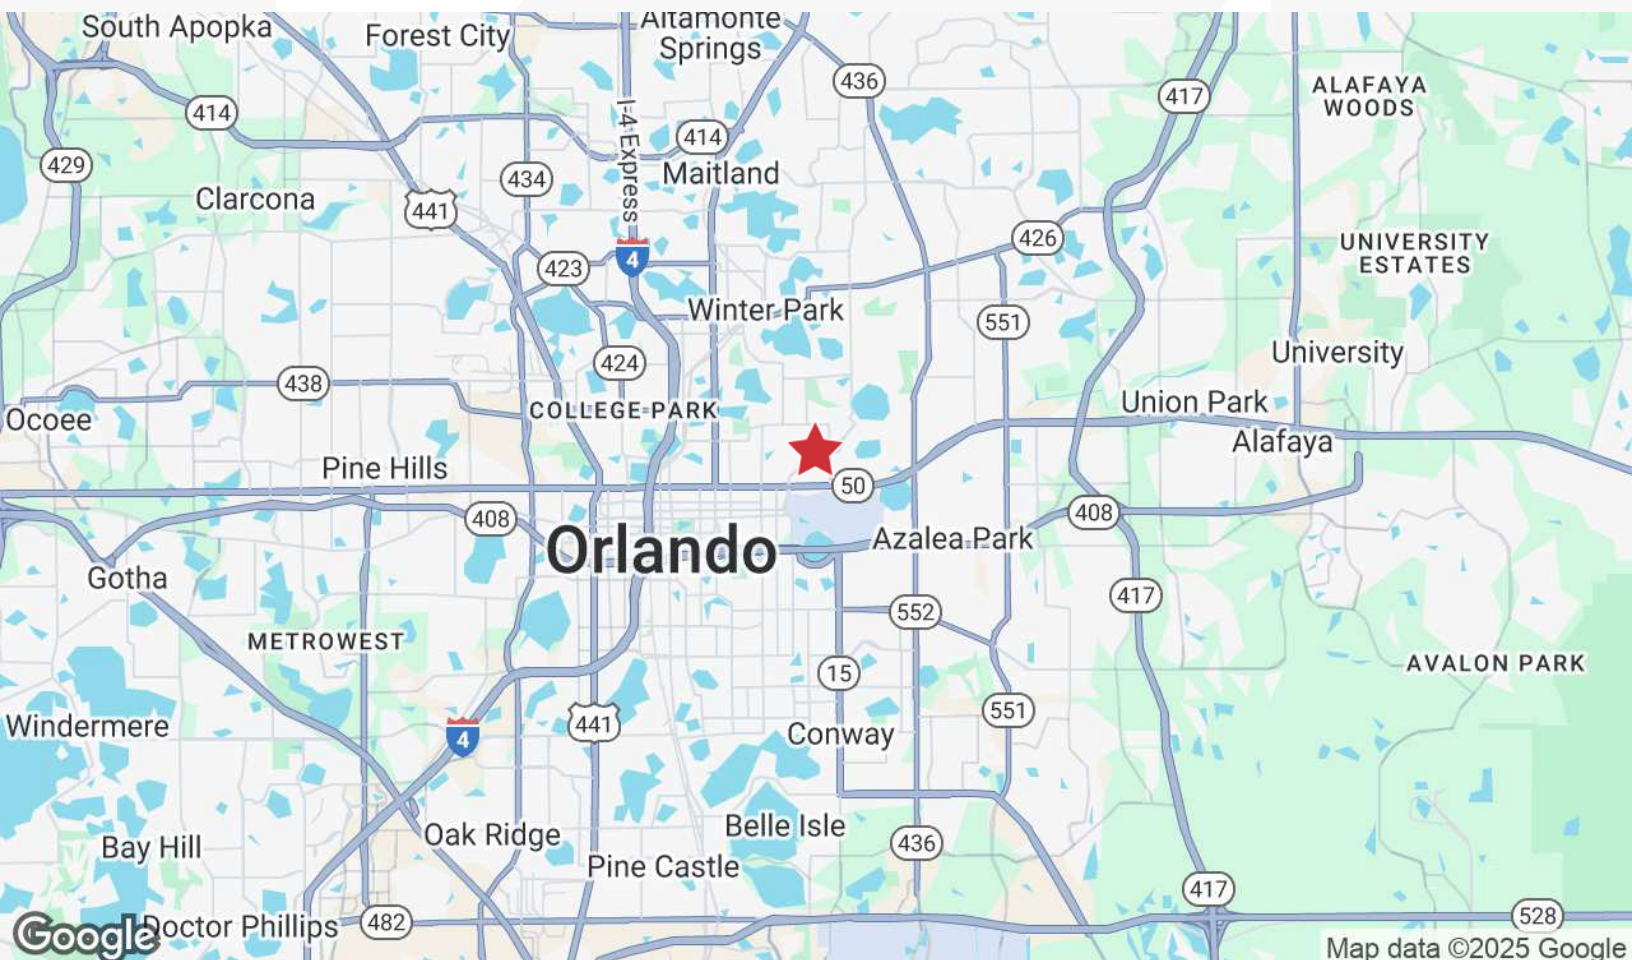 South Apopka
Forest City
Altamonte
Springs
436
417
ALAFAYA
WOODS
414
414
429
I-4 Express
Maitland
434
Clarcona
441
426
UNIVERSITY
ESTATES
423
4
Winter Park
551
University
424
438
COLLEGE PARK
Union Park
Ocoee
Alafaya
Pine Hills
50
408
408
Orlando
Azalea Park
Gotha
417
552
METROWEST
AVALON PARK
15
551
Windermere
441
4
Conway
Belle Isle
Oak Ridge
436
Bay Hill
Pine Castle
417
Doctor Phillips
482
528
Google
Map data ©2025 Google